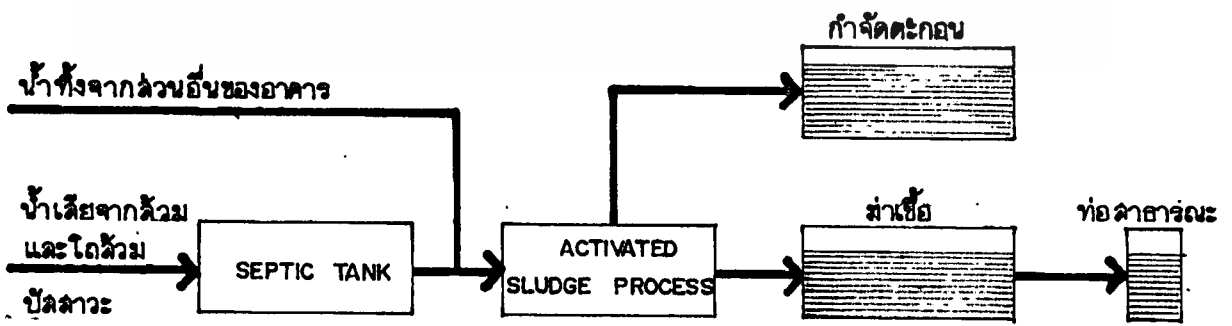 กำจัดตะกอน
น้ำทิ้งจากส่วนอื่นของอาคาร
น้ำเสียจากส้วม
และโถส้วม
ปัสสาวะ
SEPTIC TANK
ACTIVATED
SLUDGE PROCESS
ฆ่าเชื้อ
ท่อสาธารณะ